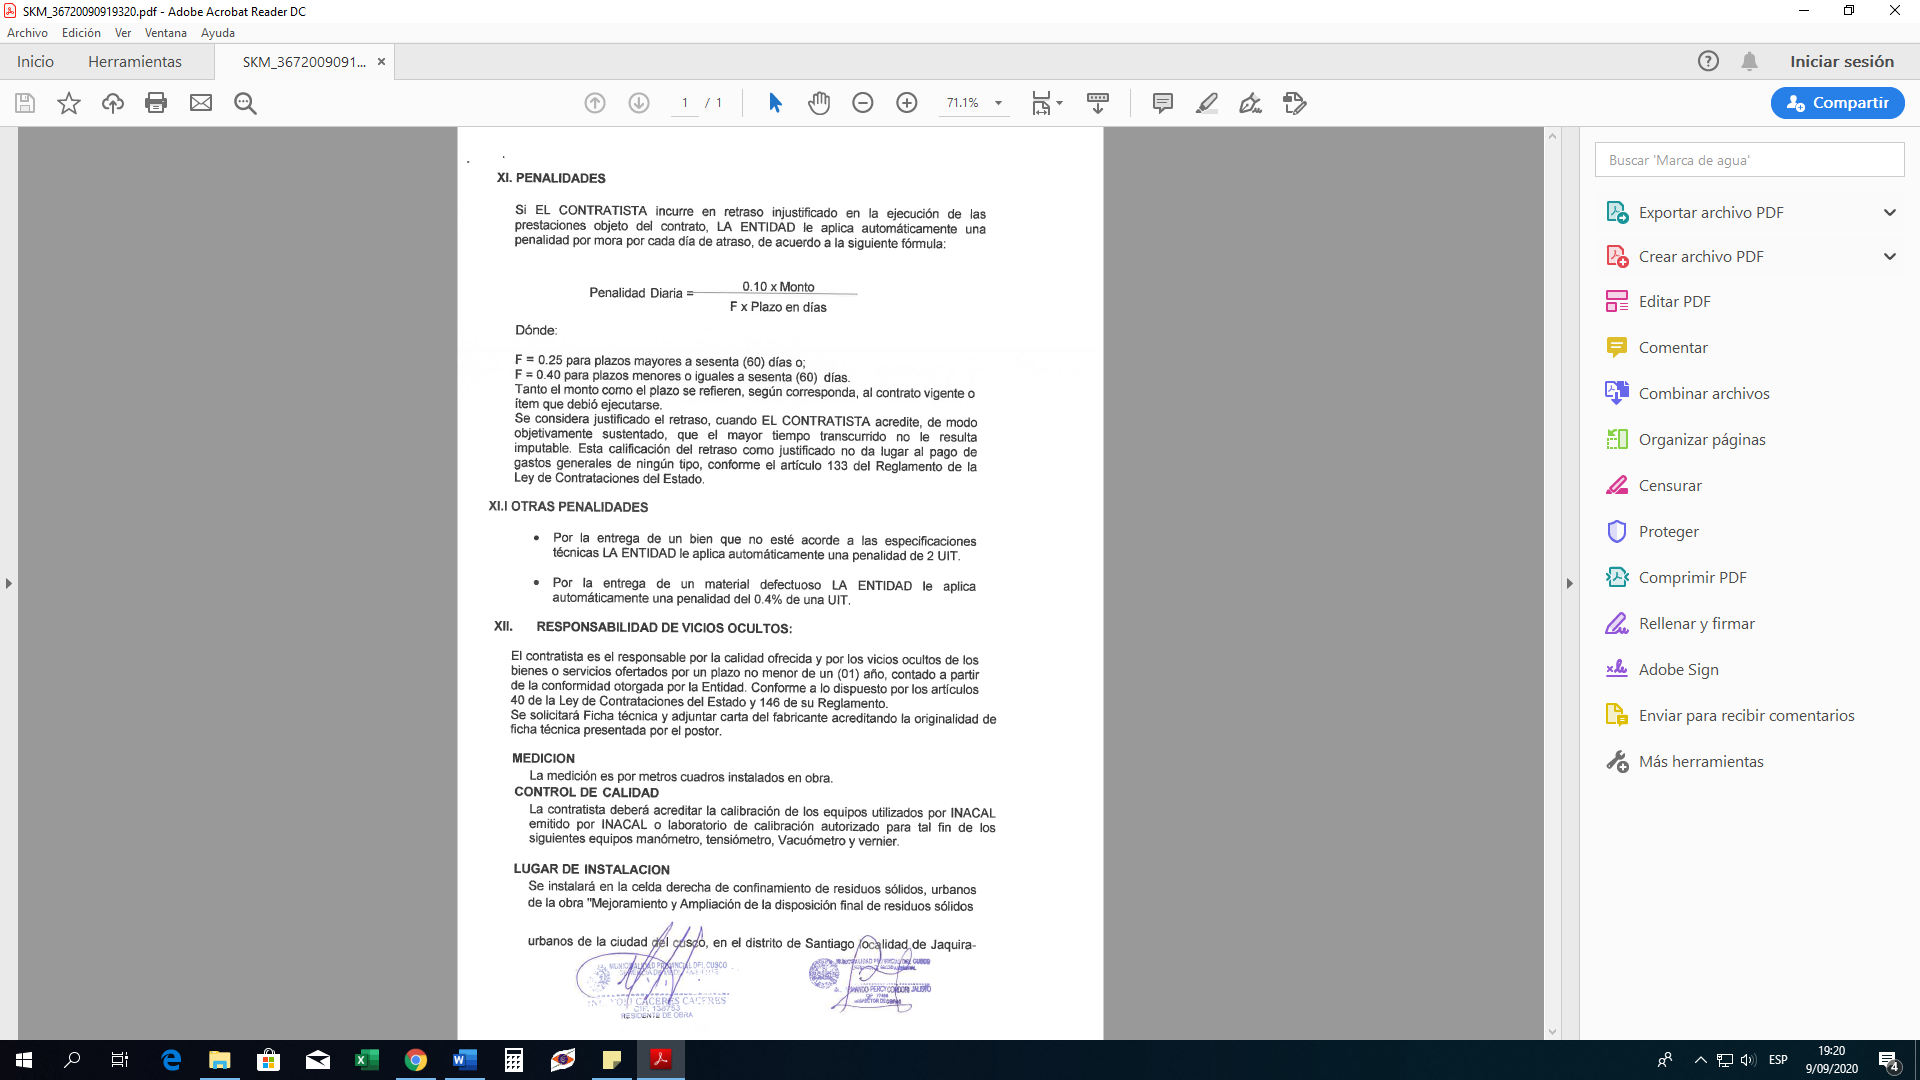 SKM_36720090919320.pdf - Adobe Acrobat Reader DC
Archivo Edición Ver Ventana Ayuda
Inicio Herramientas SKM_3672009091... × Iniciar sesión
1 / 1 71.1% Compartir
XI. PENALIDADES
Si EL CONTRATISTA incurre en retraso injustificado en la ejecución de las
prestaciones objeto del contrato, LA ENTIDAD le aplica automáticamente una
penalidad por mora por cada día de atraso, de acuerdo a la siguiente fórmula:
0.10 x Monto
Penalidad Diaria =
F x Plazo en días
Dónde:
F = 0.25 para plazos mayores a sesenta (60) días o;
F = 0.40 para plazos menores o iguales a sesenta (60) días.
Tanto el monto como el plazo se refieren, según corresponda, al contrato vigente o
ítem que debió ejecutarse.
Se considera justificado el retraso, cuando EL CONTRATISTA acredite, de modo
objetivamente sustentado, que el mayor tiempo transcurrido no le resulta
imputable. Esta calificación del retraso como justificado no da lugar al pago de
gastos generales de ningún tipo, conforme el artículo 133 del Reglamento de la
Ley de Contrataciones del Estado.
XI.I OTRAS PENALIDADES
• Por la entrega de un bien que no esté acorde a las especificaciones
técnicas LA ENTIDAD le aplica automáticamente una penalidad de 2 UIT.
• Por la entrega de un material defectuoso LA ENTIDAD le aplica
automáticamente una penalidad del 0.4% de una UIT.
XII. RESPONSABILIDAD DE VICIOS OCULTOS:
El contratista es el responsable por la calidad ofrecida y por los vicios ocultos de los
bienes o servicios ofertados por un plazo no menor de un (01) año, contado a partir
de la conformidad otorgada por la Entidad. Conforme a lo dispuesto por los artículos
40 de la Ley de Contrataciones del Estado y 146 de su Reglamento.
Se solicitará Ficha técnica y adjuntar carta del fabricante acreditando la originalidad de
ficha técnica presentada por el postor.
MEDICION
La medición es por metros cuadros instalados en obra.
CONTROL DE CALIDAD
La contratista deberá acreditar la calibración de los equipos utilizados por INACAL
emitido por INACAL o laboratorio de calibración autorizado para tal fin de los
siguientes equipos manómetro, tensiómetro, Vacuómetro y vernier.
LUGAR DE INSTALACION
Se instalará en la celda derecha de confinamiento de residuos sólidos, urbanos
de la obra "Mejoramiento y Ampliación de la disposición final de residuos sólidos
urbanos de la ciudad del cusco, en el distrito de Santiago localidad de Jaquira-
MUNICIPALIDAD PROVINCIAL DEL CUSCO
CACERES CACERES
RESIDENTE DE OBRA
MUNICIPALIDAD PROVINCIAL DEL CUSCO
PERCY CONDORI JALISTO
INSPECTOR DE OBRAS
Buscar 'Marca de agua'
Exportar archivo PDF
Crear archivo PDF
Editar PDF
Comentar
Combinar archivos
Organizar páginas
Censurar
Proteger
Comprimir PDF
Rellenar y firmar
Adobe Sign
Enviar para recibir comentarios
Más herramientas
ESP
19:20
9/09/2020
4